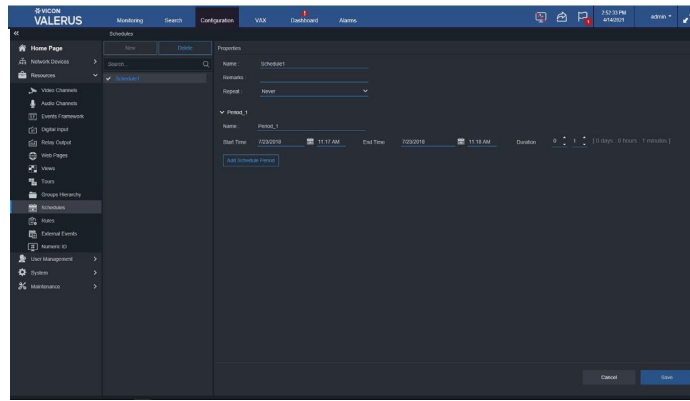 VICON
VALERUS
Monitoring Search Configuration VAX Dashboard Alarms 2:52:33 PM 4/14/2021 admin
Schedules
Home Page New Delete Properties
Network Devices Search... Name : Schedule1
Resources Schedule1 Remarks :
Video Channels Repeat : Never
Audio Channels
Events Framework Period_1
Digital Input Name : Period_1
Relay Output Start Time 7/23/2019 11:17 AM End Time 7/23/2019 11:18 AM Duration 0 1 [ 0 days : 0 hours : 1 minutes ]
Web Pages
Views Add Schedule Period
Tours
Groups Hierarchy
Schedules
Rules
External Events
Numeric ID
User Management
System
Maintenance
Cancel Save